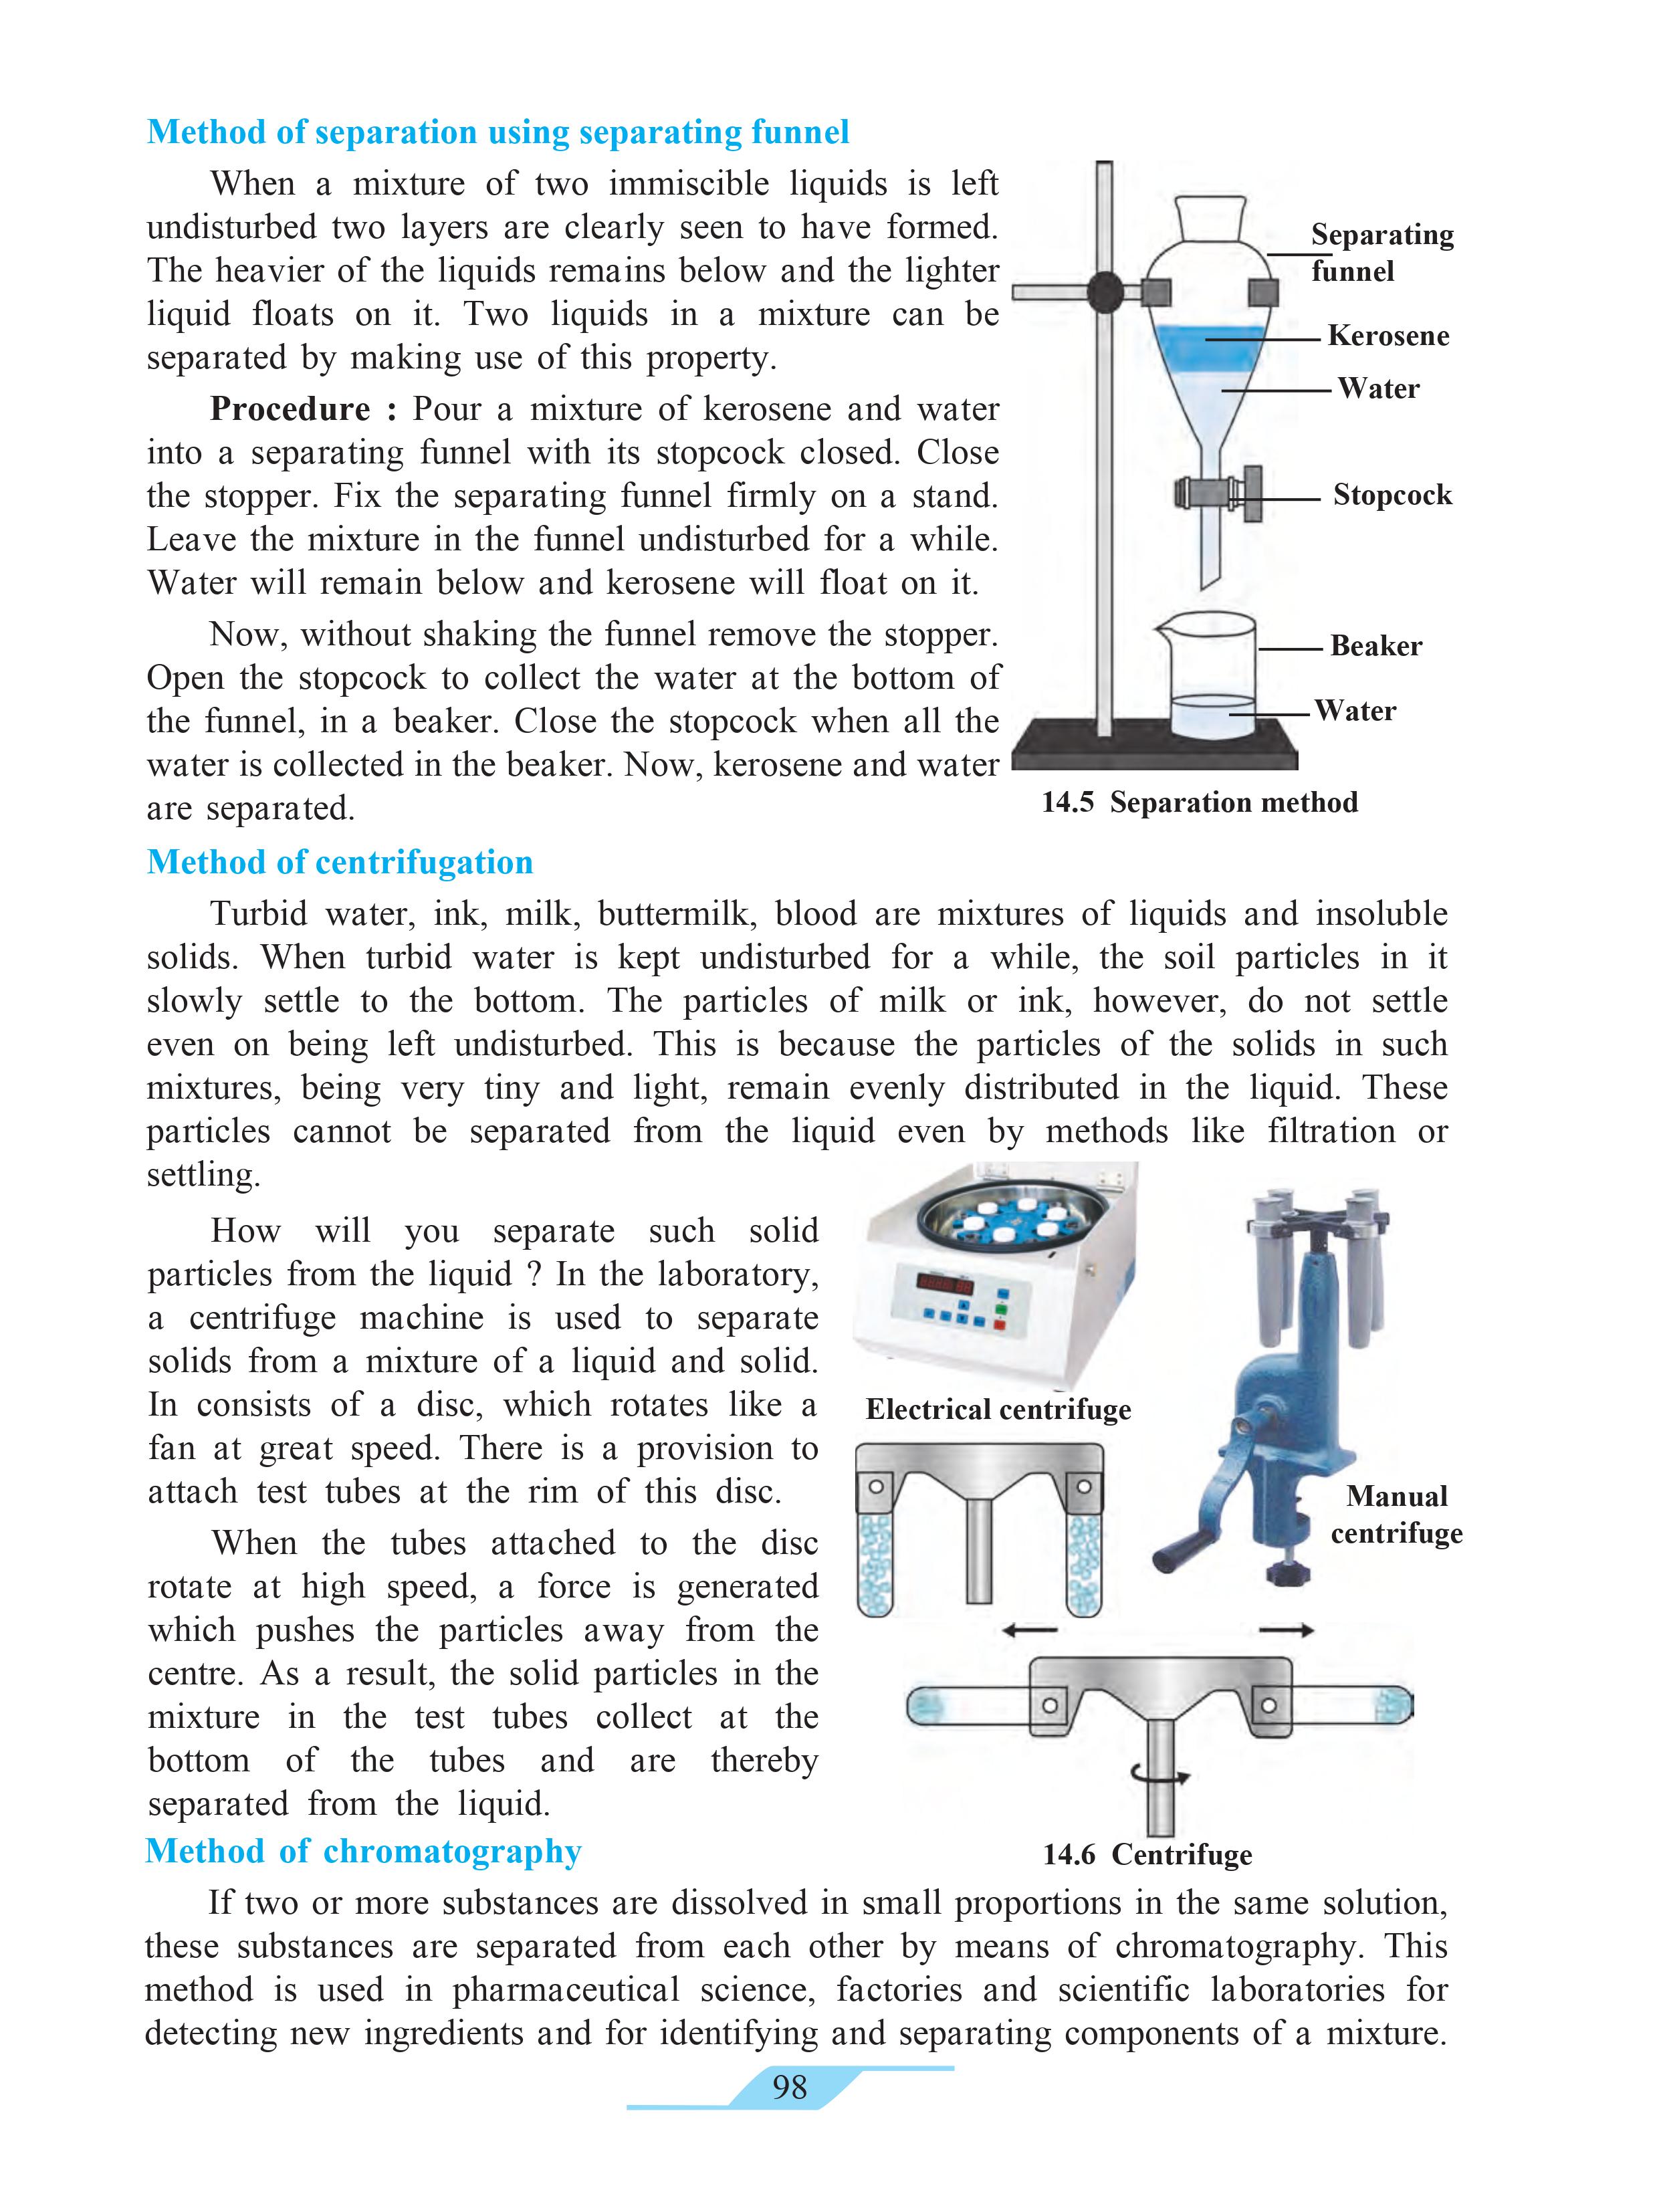 Method of separation using separating funnel
When a mixture of two immiscible liquids is left
undisturbed two layers are clearly seen to have formed.
The heavier of the liquids remains below and the lighter
liquid floats on it. Two liquids in a mixture can be
separated by making use of this property.
Procedure : Pour a mixture of kerosene and water
into a separating funnel with its stopcock closed. Close
the stopper. Fix the separating funnel firmly on a stand.
Leave the mixture in the funnel undisturbed for a while.
Water will remain below and kerosene will float on it.
Now, without shaking the funnel remove the stopper.
Open the stopcock to collect the water at the bottom of
the funnel, in a beaker. Close the stopcock when all the
water is collected in the beaker. Now, kerosene and water
are separated.
Separating
funnel
Kerosene
Water
Stopcock
Beaker
Water
14.5 Separation method
Method of centrifugation
Turbid water, ink, milk, buttermilk, blood are mixtures of liquids and insoluble
solids. When turbid water is kept undisturbed for a while, the soil particles in it
slowly settle to the bottom. The particles of milk or ink, however, do not settle
even on being left undisturbed. This is because the particles of the solids in such
mixtures, being very tiny and light, remain evenly distributed in the liquid. These
particles cannot be separated from the liquid even by methods like filtration or
settling.
How will you separate such solid
particles from the liquid ? In the laboratory,
a centrifuge machine is used to separate
solids from a mixture of a liquid and solid.
In consists of a disc, which rotates like a
fan at great speed. There is a provision to
attach test tubes at the rim of this disc.
When the tubes attached to the disc
rotate at high speed, a force is generated
which pushes the particles away from the
centre. As a result, the solid particles in the
mixture in the test tubes collect at the
bottom of the tubes and are thereby
separated from the liquid.
Electrical centrifuge
Manual
centrifuge
14.6 Centrifuge
Method of chromatography
If two or more substances are dissolved in small proportions in the same solution,
these substances are separated from each other by means of chromatography. This
method is used in pharmaceutical science, factories and scientific laboratories for
detecting new ingredients and for identifying and separating components of a mixture.
98